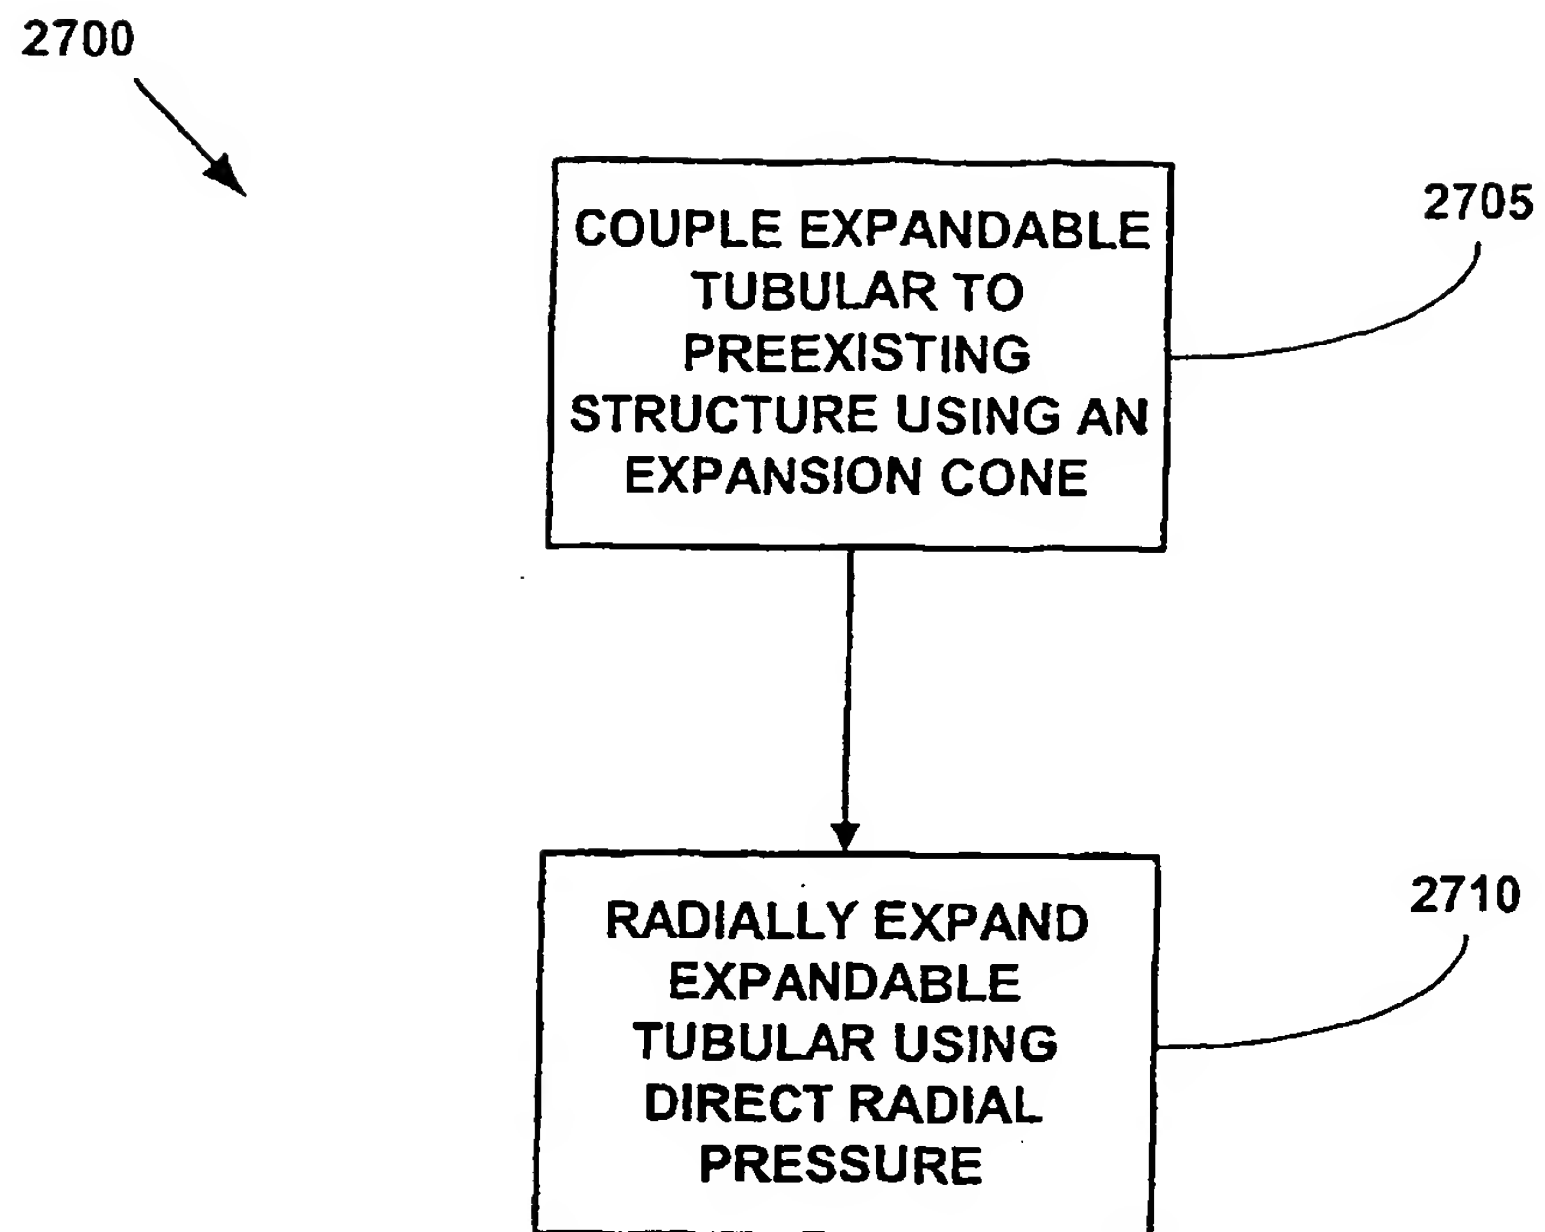 2700
COUPLE EXPANDABLE
TUBULAR TO
PREEXISTING
STRUCTURE USING AN
EXPANSION CONE
2705
RADIALLY EXPAND
EXPANDABLE
TUBULAR USING
DIRECT RADIAL
PRESSURE
2710